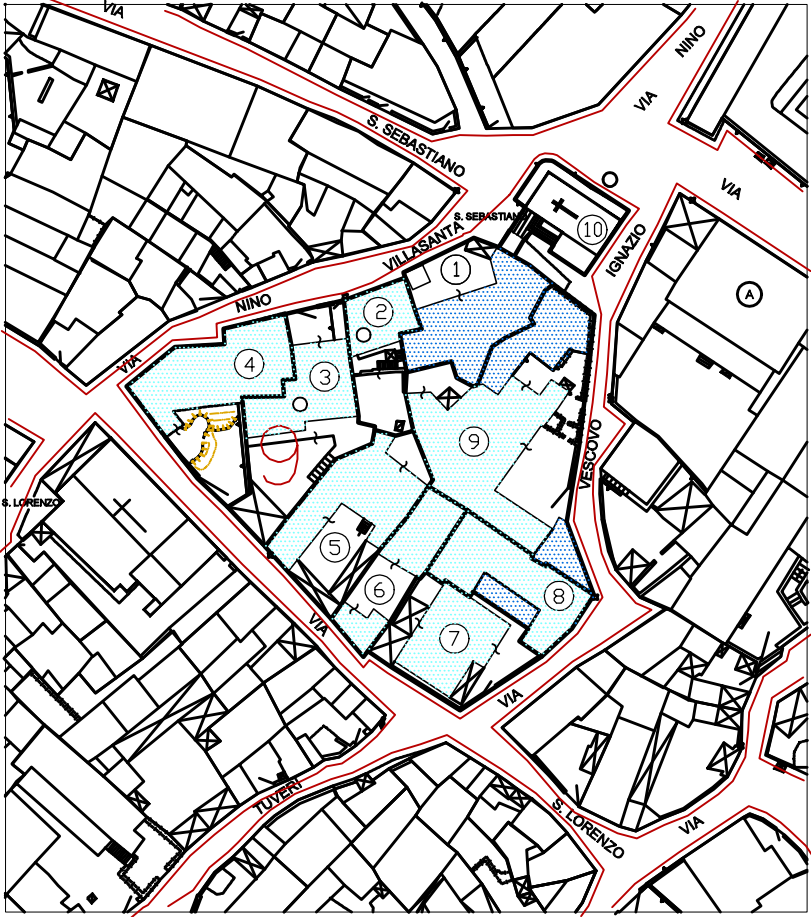 VIA
NINO
VIA
S. SEBASTIANO
VIA
S. SEBASTIANO
10
VILLASANTA
IGNAZIO
1
A
NINO
2
VIA
4
3
VESCOVO
9
S. LORENZO
5
6
8
VIA
7
VIA
TUVERI
S. LORENZO
VIA